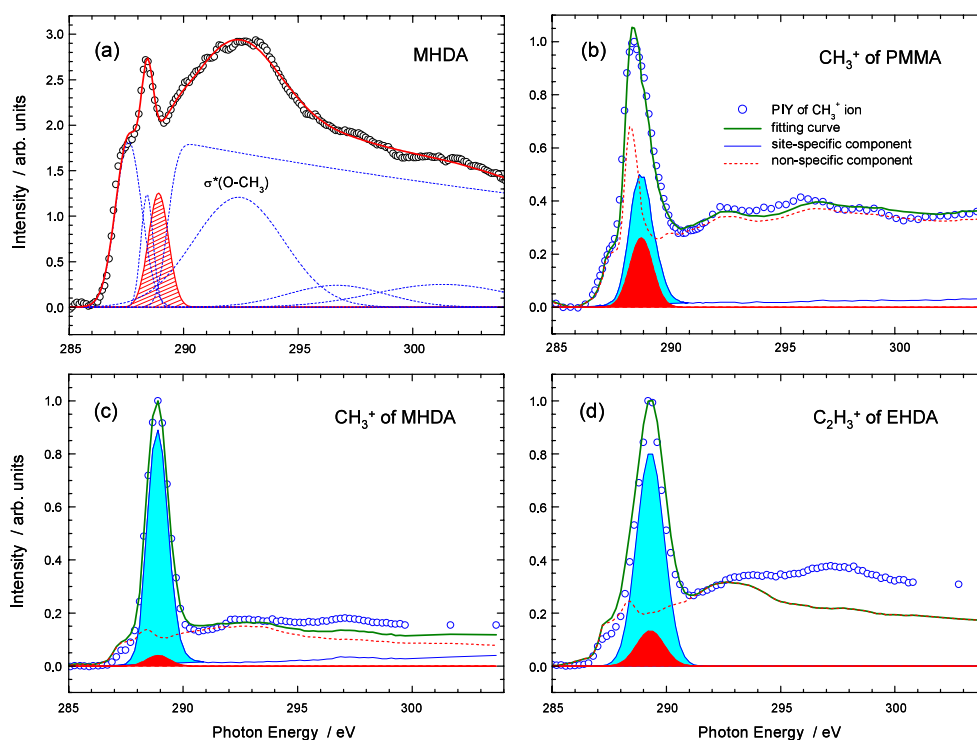 (a)
MHDA
σ*(O-CH₃)
Intensity / arb. units
3.0
2.5
2.0
1.5
1.0
0.5
0.0
285 290 295 300
(b)
CH₃⁺ of PMMA
PIY of CH₃⁺ ion
fitting curve
site-specific component
non-specific component
1.0
0.8
0.6
0.4
0.2
0.0
285 290 295 300
(c)
CH₃⁺ of MHDA
Intensity / arb. units
1.0
0.8
0.6
0.4
0.2
0.0
285 290 295 300
Photon Energy / eV
(d)
C₂H₃⁺ of EHDA
1.0
0.8
0.6
0.4
0.2
0.0
285 290 295 300
Photon Energy / eV